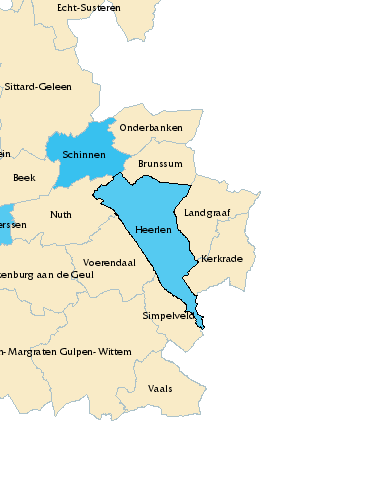 Echt-Susteren
Sittard-Geleen
Onderbanken
Schinnen
ein
Brunssum
Beek
Nuth
Landgraaf
erssen
Heerlen
Voerendaal
Kerkrade
kenburg aan de Geul
Simpelveld
n- Margraten Gulpen- Wittem
Vaals